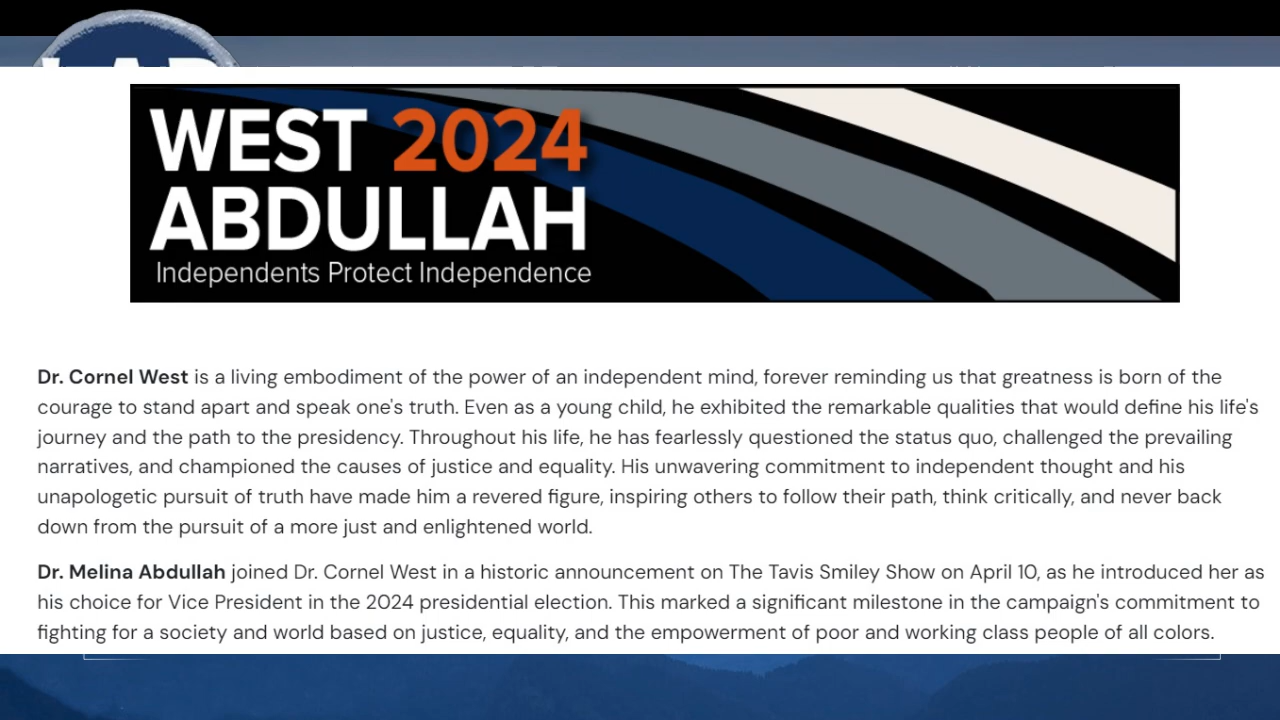 WEST 2024
ABDULLAH
Independents Protect Independence
Dr. Cornel West is a living embodiment of the power of an independent mind, forever reminding us that greatness is born of the
courage to stand apart and speak one's truth. Even as a young child, he exhibited the remarkable qualities that would define his life's
journey and the path to the presidency. Throughout his life, he has fearlessly questioned the status quo, challenged the prevailing
narratives, and championed the causes of justice and equality. His unwavering commitment to independent thought and his
unapologetic pursuit of truth have made him a revered figure, inspiring others to follow their path, think critically, and never back
down from the pursuit of a more just and enlightened world.
Dr. Melina Abdullah joined Dr. Cornel West in a historic announcement on The Tavis Smiley Show on April 10, as he introduced her as
his choice for Vice President in the 2024 presidential election. This marked a significant milestone in the campaign's commitment to
fighting for a society and world based on justice, equality, and the empowerment of poor and working class people of all colors.